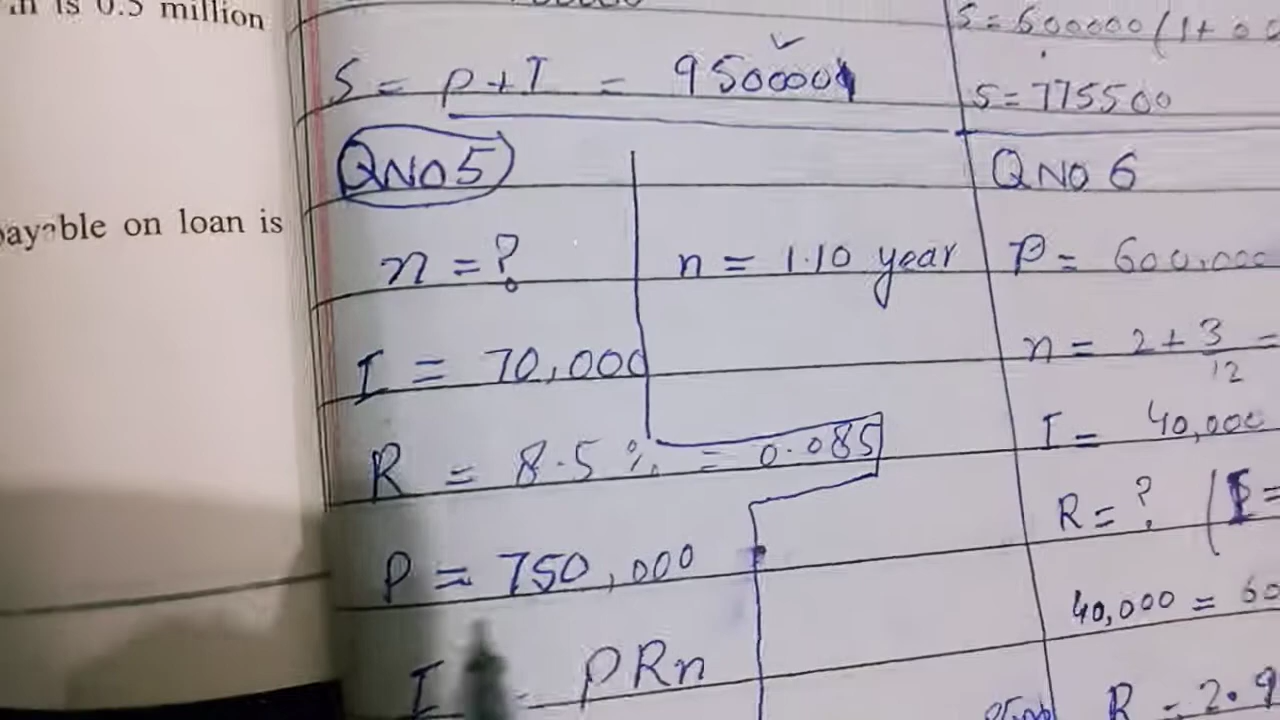 is 0.5 million
payable on loan is
S = P+I = 950000
QNO5
n = ?
n = 1.10 year
I = 70,000
R = 8.5 % = 0.085
P = 750,000
I = PRn
S = 600000 (1+
S = 775500
QNO 6
P = 600,000
n = 2 + 3/12 =
I = 40,000
R = ? (I =
40,000 = 60
R = 2.9